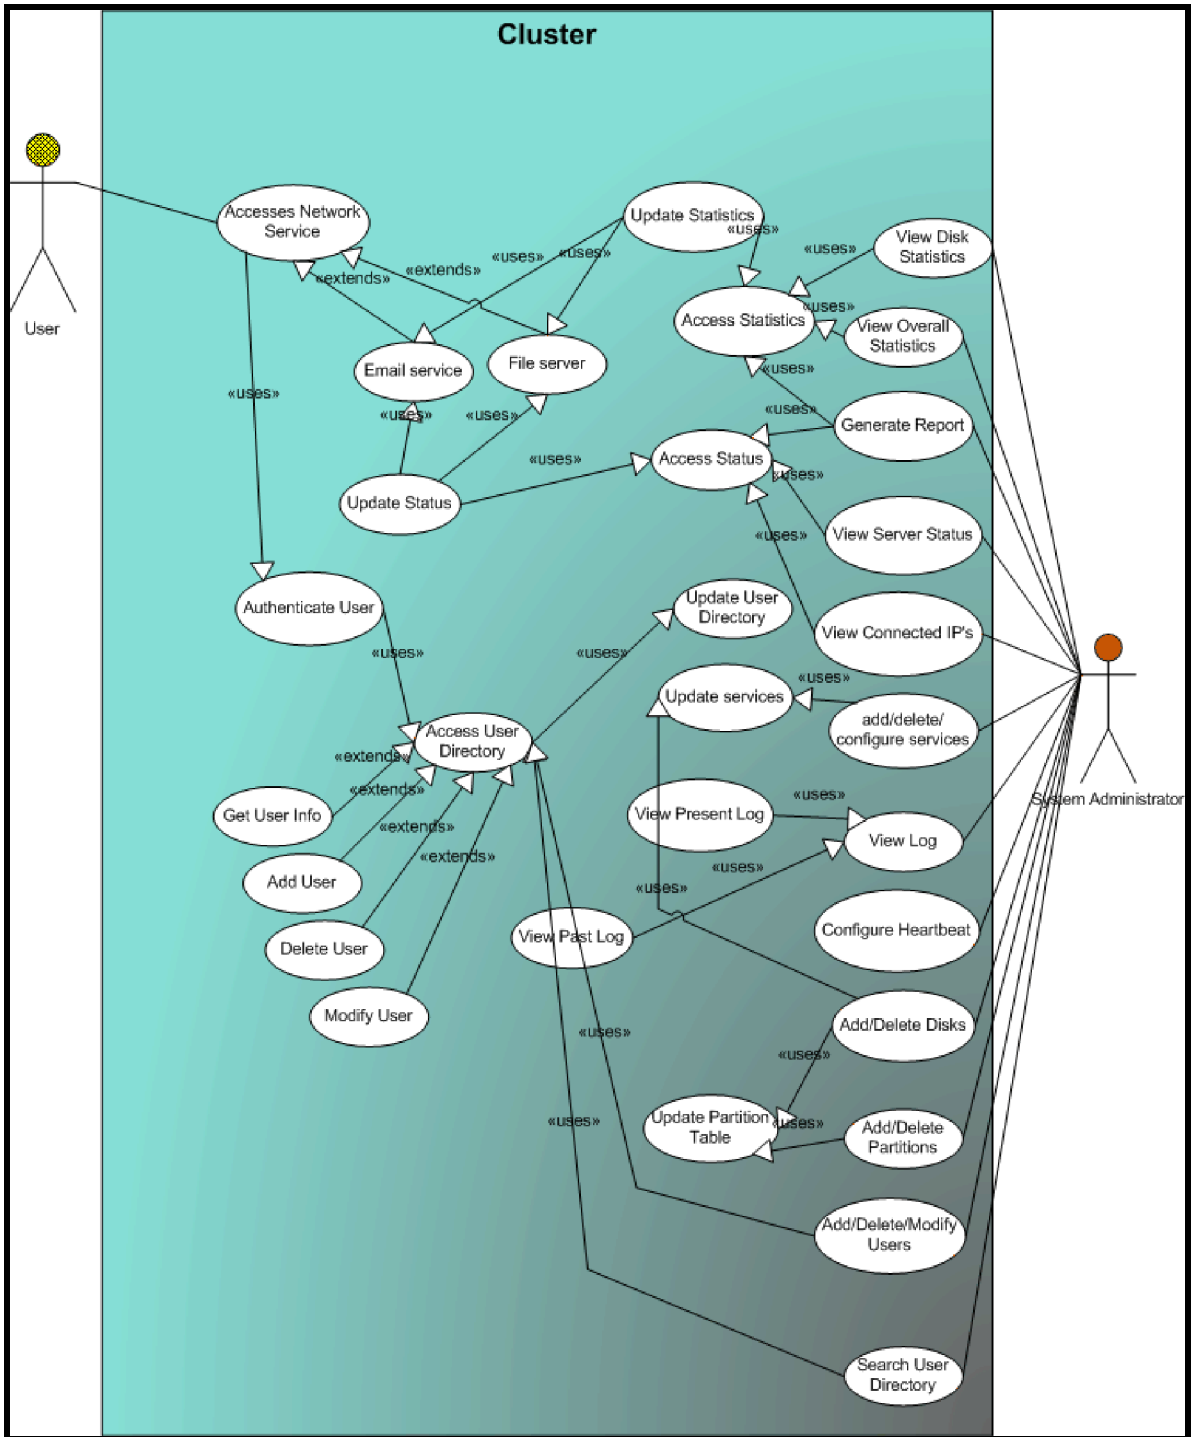 Cluster
Accesses Network
Service
Update Statistics
«uses»
View Disk
Statistics
«uses»
«uses»
«uses»
«extends»
«extends»
User
Access Statistics
«uses»
View Overall
Statistics
Email service
File server
«uses»
«uses»
«uses»
«uses»
«uses»
Generate Report
Access Status
«uses»
«uses»
Update Status
View Server Status
«uses»
Authenticate User
Update User
Directory
View Connected IP's
«uses»
«uses»
«uses»
Update services
add/delete/
configure services
Access User
Directory
«extends»
«extends»
«extends»
«extends»
System Administrator
Get User Info
View Present Log
«uses»
View Log
Add User
«uses»
«uses»
Delete User
View Past Log
Configure Heartbeat
Modify User
«uses»
Add/Delete Disks
«uses»
Update Partition
Table
«uses»
Add/Delete
Partitions
«uses»
Add/Delete/Modify
Users
Search User
Directory